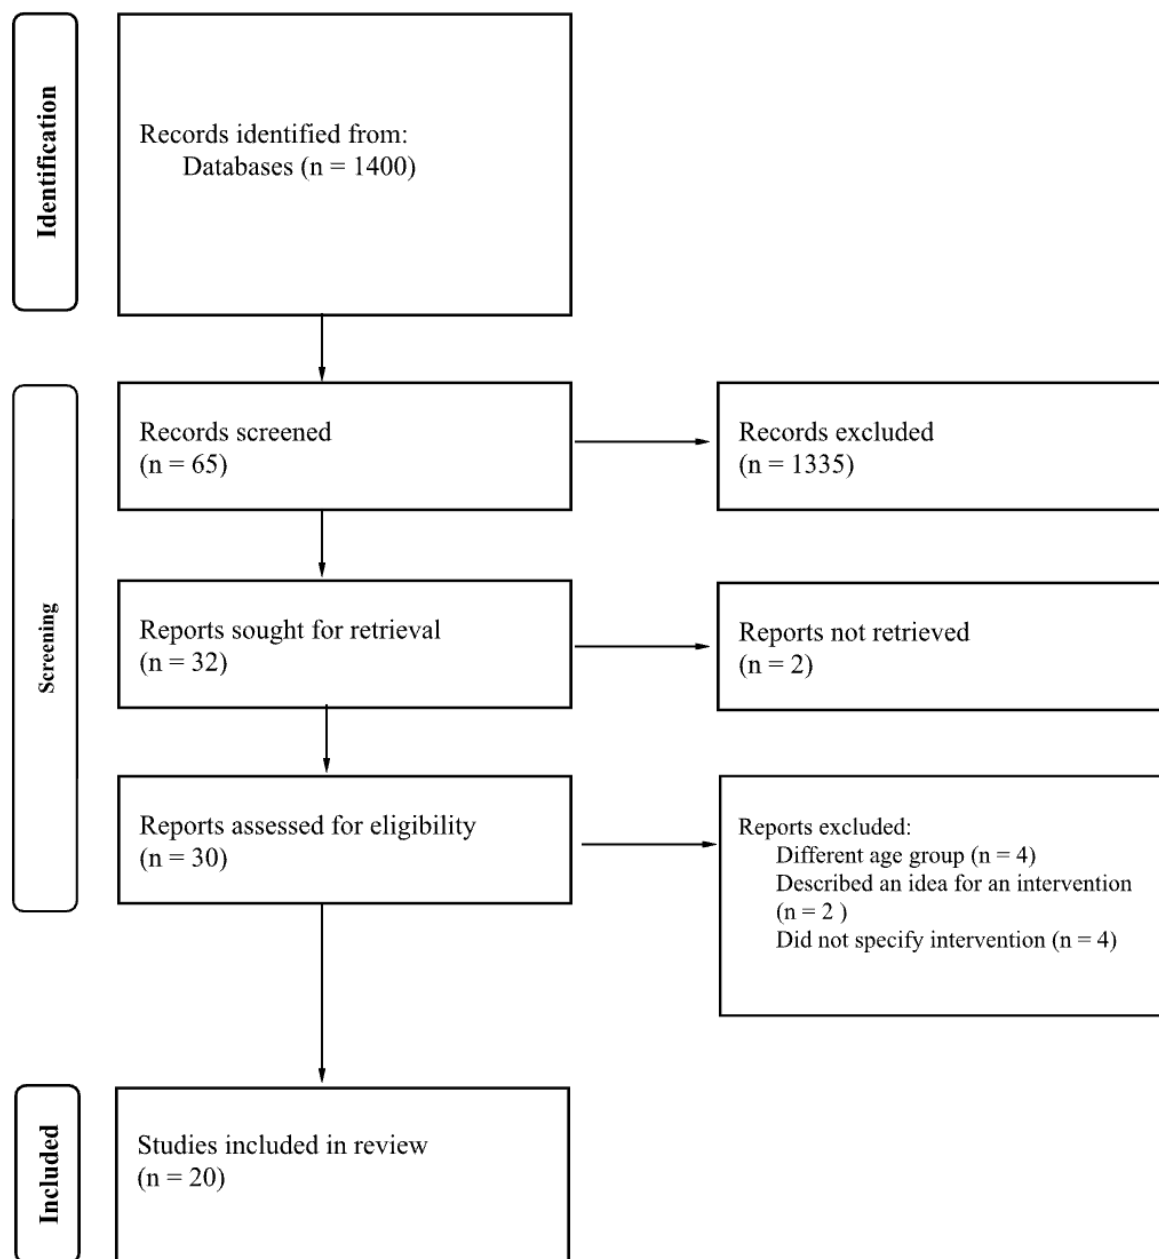 Identification
Records identified from:
Databases (n = 1400)
Screening
Records screened
(n = 65)
Records excluded
(n = 1335)
Reports sought for retrieval
(n = 32)
Reports not retrieved
(n = 2)
Reports assessed for eligibility
(n = 30)
Reports excluded:
Different age group (n = 4)
Described an idea for an intervention
(n = 2 )
Did not specify intervention (n = 4)
Included
Studies included in review
(n = 20)